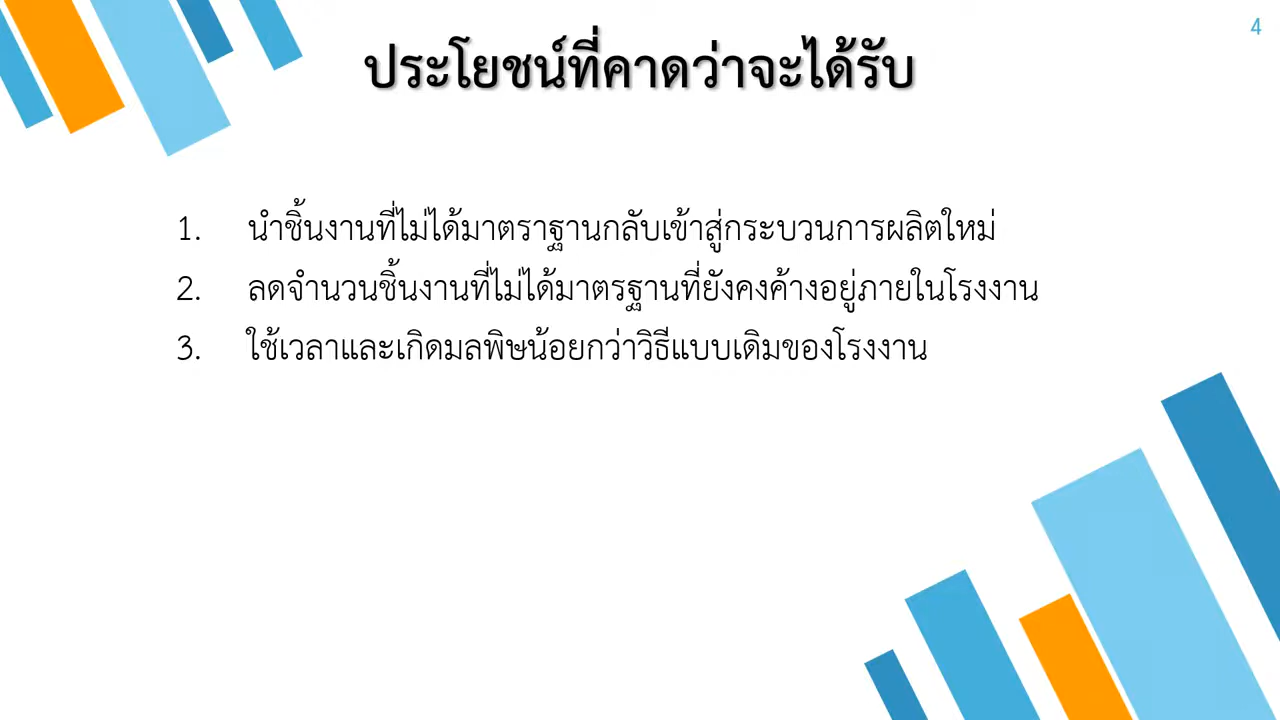 4
ประโยชน์ที่คาดว่าจะได้รับ
1. นำชิ้นงานที่ไม่ได้มาตราฐานกลับเข้าสู่กระบวนการผลิตใหม่
2. ลดจำนวนชิ้นงานที่ไม่ได้มาตรฐานที่ยังคงค้างอยู่ภายในโรงงาน
3. ใช้เวลาและเกิดมลพิษน้อยกว่าวิธีแบบเดิมของโรงงาน